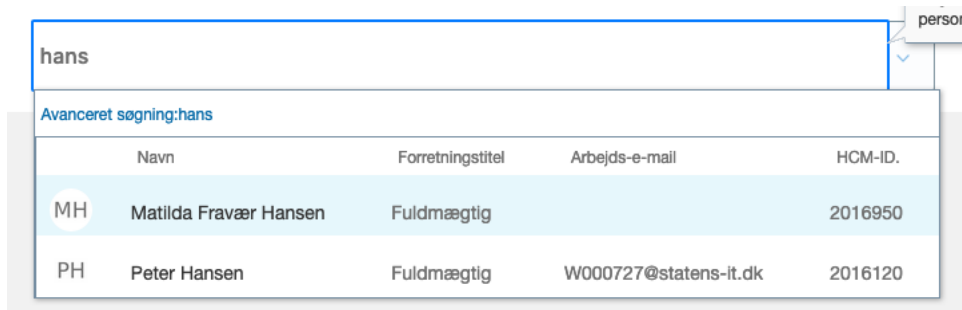 person
hans
Avanceret søgning:hans
Navn Forretningstitel Arbejds-e-mail HCM-ID.
MH Matilda Fravær Hansen Fuldmægtig 2016950
PH Peter Hansen Fuldmægtig W000727@statens-it.dk 2016120